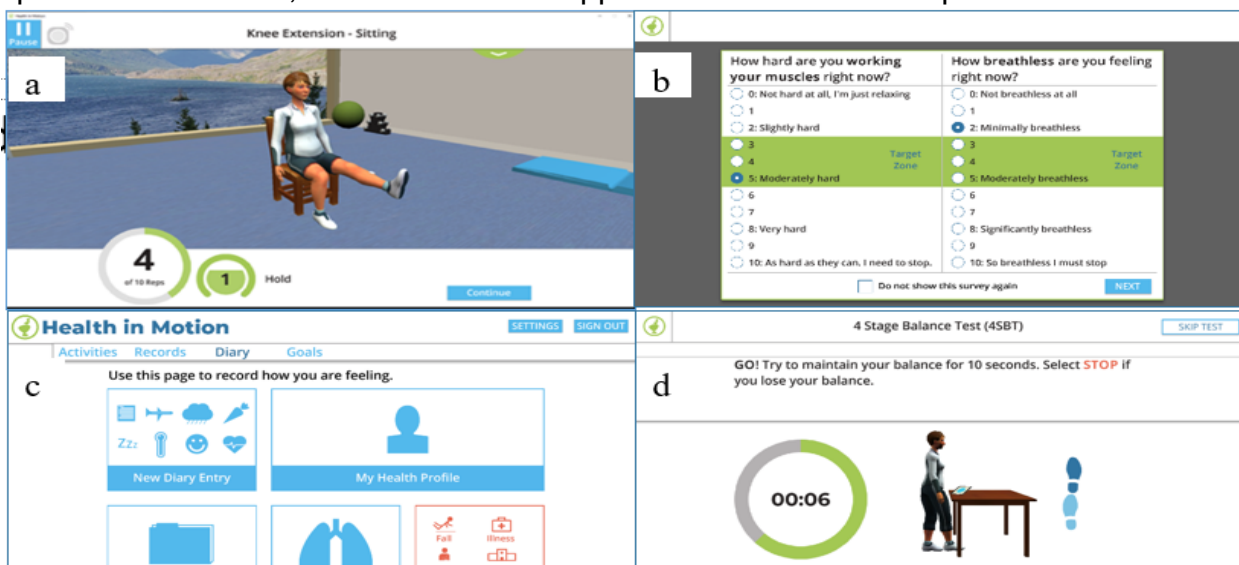 Health in Motion
Pause
Knee Extension - Sitting
a
4
of 10 Reps
1
Hold
Continue
b
How hard are you working
your muscles right now?
0: Not hard at all, I'm just relaxing
1
2: Slightly hard
3
4
Target
Zone
5: Moderately hard
6
7
8: Very hard
9
10: As hard as they can, I need to stop.
How breathless are you feeling
right now?
0: Not breathless at all
1
2: Minimally breathless
3
4
Target
Zone
5: Moderately breathless
6
7
8: Significantly breathless
9
10: So breathless I must stop
Do not show this survey again
NEXT
Health in Motion
SETTINGS SIGN OUT
Activities Records Diary Goals
c
Use this page to record how you are feeling.
Zzz
New Diary Entry
My Health Profile
Fall Illness
4 Stage Balance Test (4SBT)
SKIP TEST
d
GO! Try to maintain your balance for 10 seconds. Select STOP if
you lose your balance.
00:06